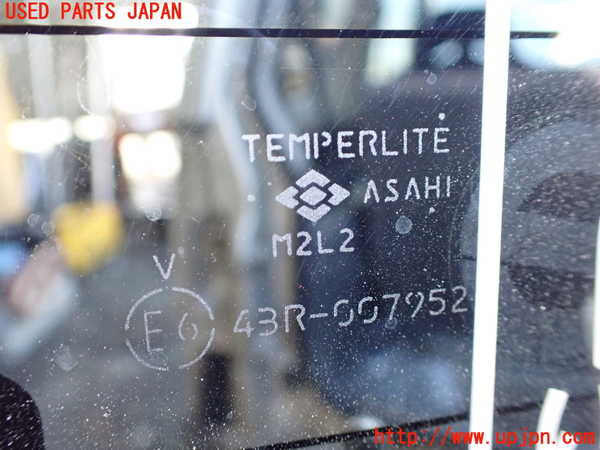 USED PARTS JAPAN
TEMPERLITE
ASAHI
M2L2
V
E6 43R-007952
http://www.upjpn.com